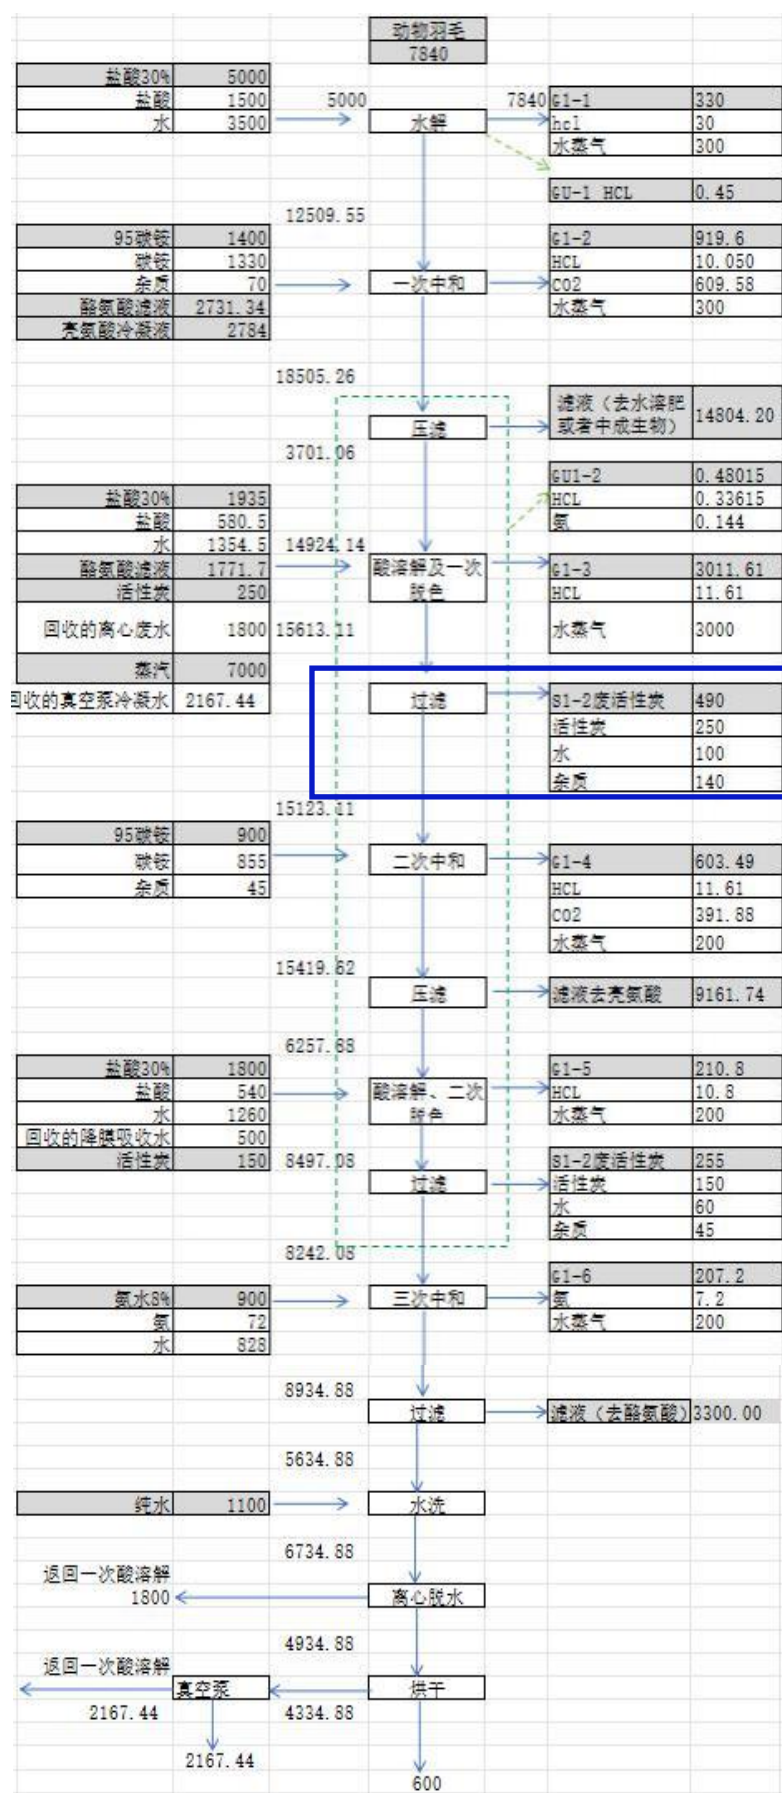 动物羽毛
7840
盐酸30% 5000
盐酸 1500 5000 7840 G1-1 330
水 3500 水解 hcl 30
水蒸气 300
GU-1 HCL 0.45
12509.55
95碳铵 1400 G1-2 919.6
碳铵 1330 HCL 10.050
杂质 70 一次中和 CO2 609.58
酪氨酸滤液 2731.34 水蒸气 300
亮氨酸冷凝液 2784
18505.26
滤液（去水溶肥
或者中成生物） 14804.20
压滤
3701.06
GU1-2 0.48015
盐酸30% 1935 HCL 0.33615
盐酸 580.5 氨 0.144
水 1354.5 14924.14
酪氨酸滤液 1771.7 酸溶解及一次 G1-3 3011.61
活性炭 250 脱色 HCL 11.61
回收的离心废水 1800 15613.11 水蒸气 3000
蒸汽 7000
回收的真空泵冷凝水 2167.44 过滤 S1-2废活性炭 490
活性炭 250
水 100
杂质 140
15123.11
95碳铵 900
碳铵 855 二次中和 G1-4 603.49
杂质 45 HCL 11.61
CO2 391.88
水蒸气 200
15419.62
压滤 滤液去亮氨酸 9161.74
6257.88
盐酸30% 1800 G1-5 210.8
盐酸 540 酸溶解、二次 HCL 10.8
水 1260 脱色 水蒸气 200
回收的降膜吸收水 500
活性炭 150 8497.08 S1-2废活性炭 255
过滤 活性炭 150
水 60
杂质 45
8242.08
G1-6 207.2
氨水8% 900 三次中和 氨 7.2
氨 72 水蒸气 200
水 828
8934.88
过滤 滤液（去酪氨酸） 3300.00
5634.88
纯水 1100 水洗
6734.88
返回一次酸溶解
1800 离心脱水
4934.88
返回一次酸溶解
真空泵 烘干
2167.44 4334.88
2167.44
600